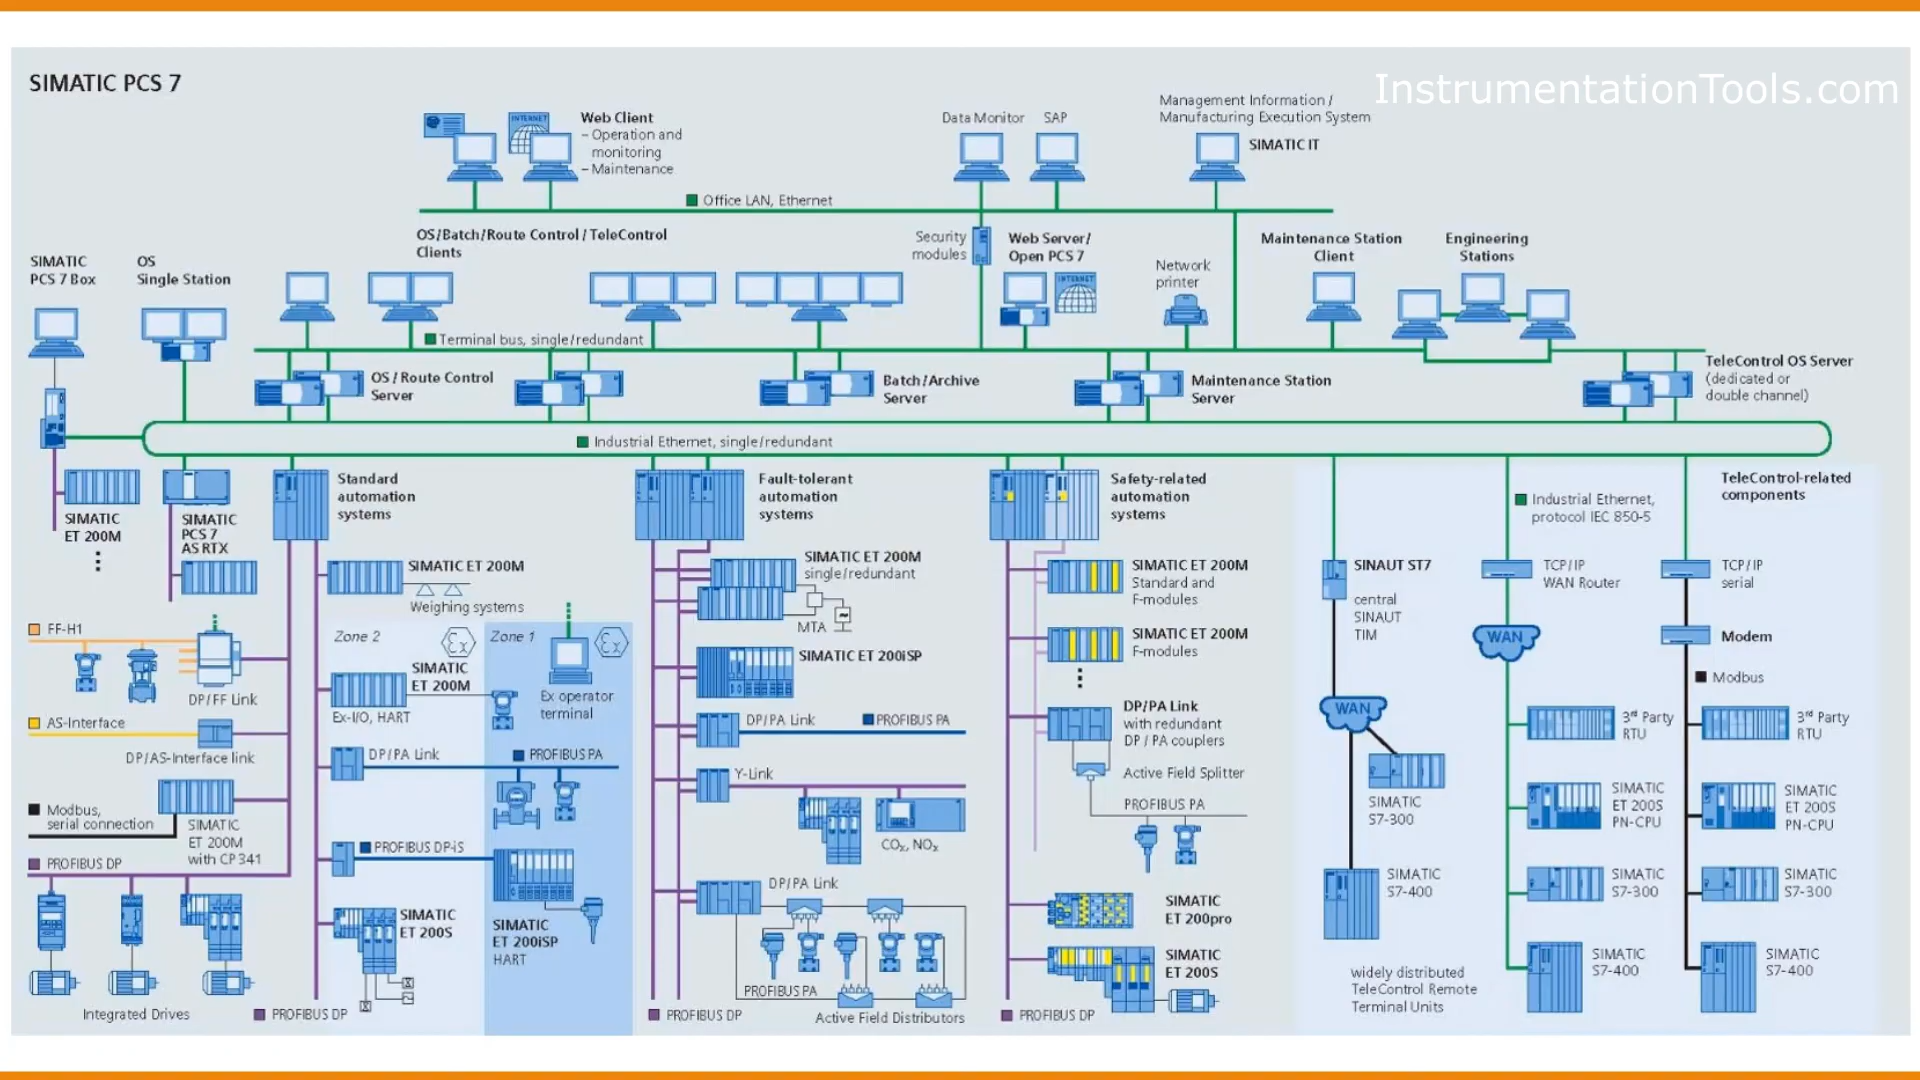 SIMATIC PCS 7
InstrumentationTools.com
Web Client
– Operation and
monitoring
– Maintenance
INTERNET
Data Monitor
SAP
Management Information /
Manufacturing Execution System
SIMATIC IT
Office LAN, Ethernet
SIMATIC
PCS 7 Box
OS
Single Station
OS/Batch/Route Control / TeleControl
Clients
Security
modules
Web Server/
Open PCS 7
INTERNET
Network
printer
Maintenance Station
Client
Engineering
Stations
Terminal bus, single/redundant
OS / Route Control
Server
Batch/Archive
Server
Maintenance Station
Server
TeleControl OS Server
(dedicated or
double channel)
Industrial Ethernet, single/redundant
SIMATIC
ET 200M
SIMATIC
PCS 7
AS RTX
Standard
automation
systems
Fault-tolerant
automation
systems
Safety-related
automation
systems
Industrial Ethernet,
protocol IEC 850-5
TeleControl-related
components
SIMATIC ET 200M
Weighing systems
SIMATIC ET 200M
single/redundant
MTA
SIMATIC ET 200M
Standard and
F-modules
SIMATIC ET 200M
F-modules
SINAUT ST7
central
SINAUT
TIM
TCP/IP
WAN Router
TCP/IP
serial
WAN
Modem
Modbus
WAN
FF-H1
DP/FF Link
AS-Interface
DP/AS-Interface link
Modbus,
serial connection
SIMATIC
ET 200M
with CP 341
PROFIBUS DP
Integrated Drives
Zone 2
Ex
Zone 1
Ex
SIMATIC
ET 200M
Ex-I/O, HART
Ex operator
terminal
DP/PA Link
PROFIBUS PA
PROFIBUS DP-iS
SIMATIC
ET 200S
SIMATIC
ET 200iSP
HART
PROFIBUS DP
SIMATIC ET 200iSP
DP/PA Link
PROFIBUS PA
Y-Link
COx, NOx
DP/PA Link
PROFIBUS PA
PROFIBUS DP
Active Field Distributors
DP/PA Link
with redundant
DP / PA couplers
Active Field Splitter
PROFIBUS PA
SIMATIC
ET 200pro
SIMATIC
ET 200S
PROFIBUS DP
SIMATIC
S7-300
SIMATIC
S7-400
widely distributed
TeleControl Remote
Terminal Units
3rd Party
RTU
SIMATIC
ET 200S
PN-CPU
SIMATIC
S7-300
SIMATIC
S7-400
3rd Party
RTU
SIMATIC
ET 200S
PN-CPU
SIMATIC
S7-300
SIMATIC
S7-400